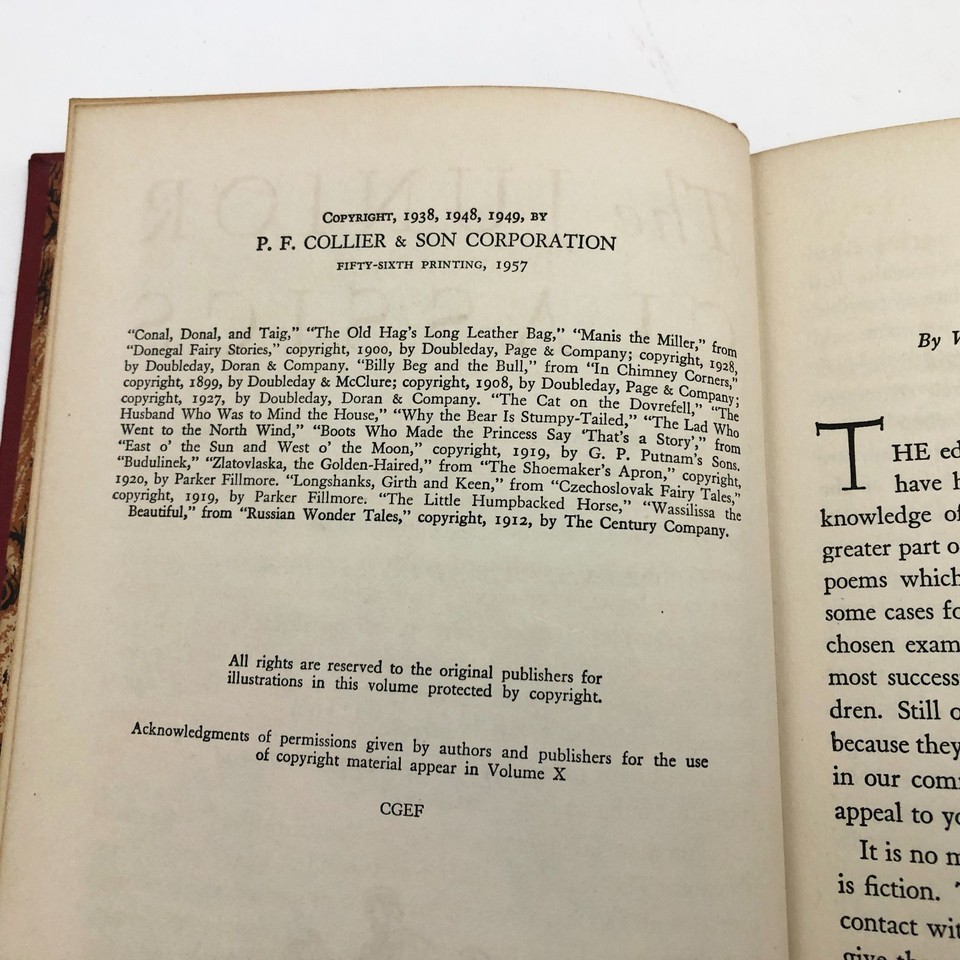 COPYRIGHT, 1938, 1948, 1949, BY
P. F. COLLIER & SON CORPORATION
FIFTY-SIXTH PRINTING, 1957
“Conal, Donal, and Taig,” “The Old Hag’s Long Leather Bag,” “Manis the Miller,” from
“Donegal Fairy Stories,” copyright, 1900, by Doubleday, Page & Company; copyright, 1928,
by Doubleday, Doran & Company. “Billy Beg and the Bull,” from “In Chimney Corners,”
copyright, 1899, by Doubleday & McClure; copyright, 1908, by Doubleday, Page & Company;
copyright, 1927, by Doubleday, Doran & Company. “The Cat on the Dovrefell,” “The
Husband Who Was to Mind the House,” “Why the Bear Is Stumpy-Tailed,” “The Lad Who
Went to the North Wind,” “Boots Who Made the Princess Say ‘That’s a Story’,” from
“East o’ the Sun and West o’ the Moon,” copyright, 1919, by G. P. Putnam’s Sons.
“Budulinek,” “Zlatovlaska, the Golden-Haired,” from “The Shoemaker’s Apron,” copyright,
1920, by Parker Fillmore. “Longshanks, Girth and Keen,” from “Czechoslovak Fairy Tales,”
copyright, 1919, by Parker Fillmore. “The Little Humpbacked Horse,” “Wassilissa the
Beautiful,” from “Russian Wonder Tales,” copyright, 1912, by The Century Company.
All rights are reserved to the original publishers for
illustrations in this volume protected by copyright.
Acknowledgments of permissions given by authors and publishers for the use
of copyright material appear in Volume X
CGEF
By
THE
have
knowledge
greater part
poems which
some cases
chosen
most
dren. Still
because they
in our
appeal to
It is no
is fiction.
contact